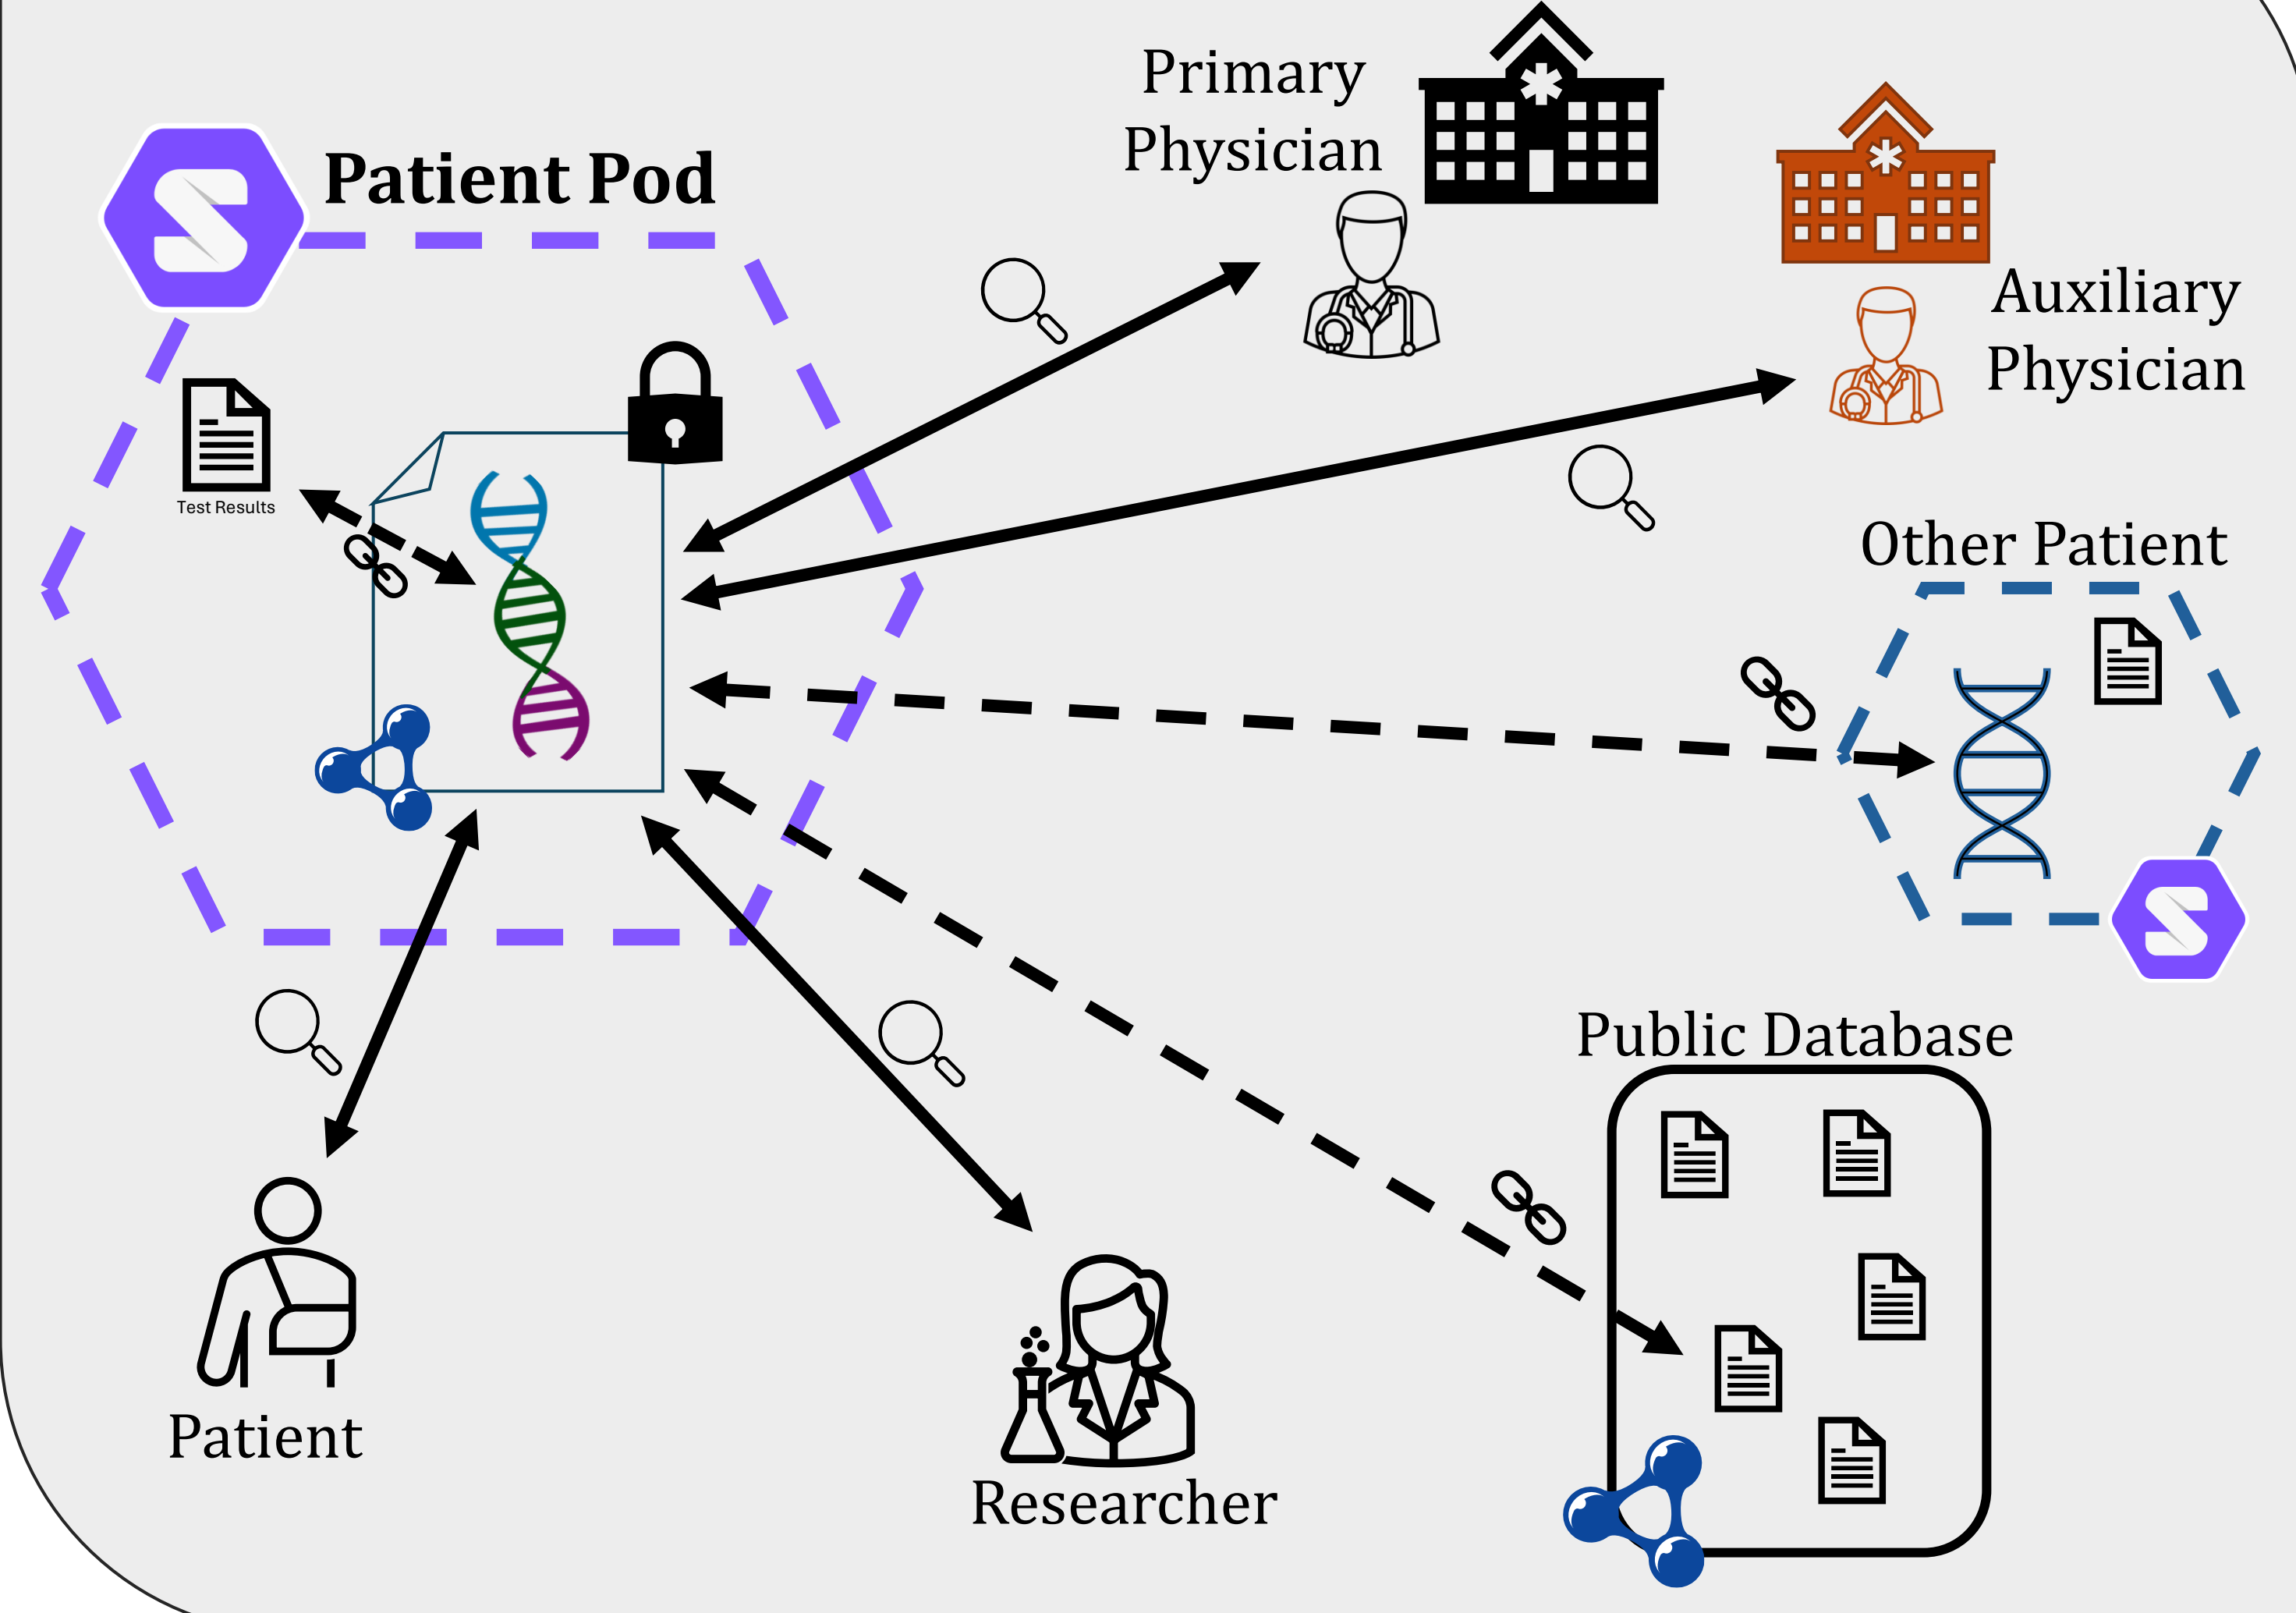 Primary
Physician
Patient Pod
Auxiliary
Physician
Test Results
Other Patient
Public Database
Patient
Researcher